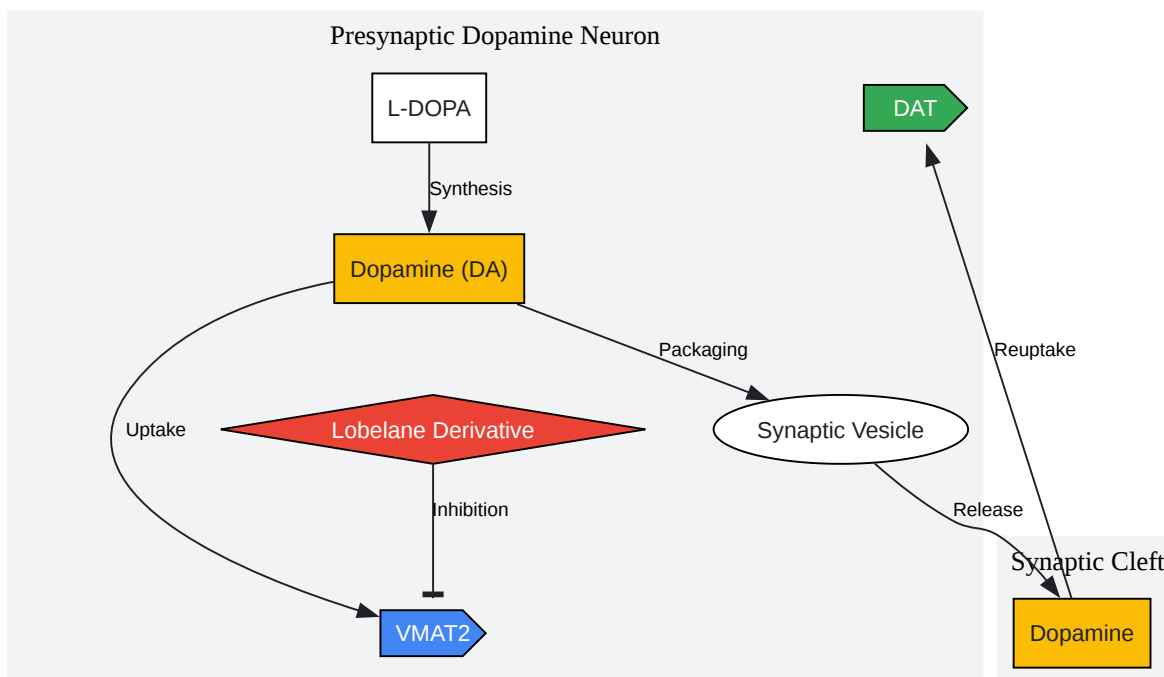 Presynaptic Dopamine Neuron
L-DOPA
DAT
Synthesis
Dopamine (DA)
Packaging
Reuptake
Uptake
Lobelane Derivative
Synaptic Vesicle
Inhibition
Release
Synaptic Cleft
VMAT2
Dopamine